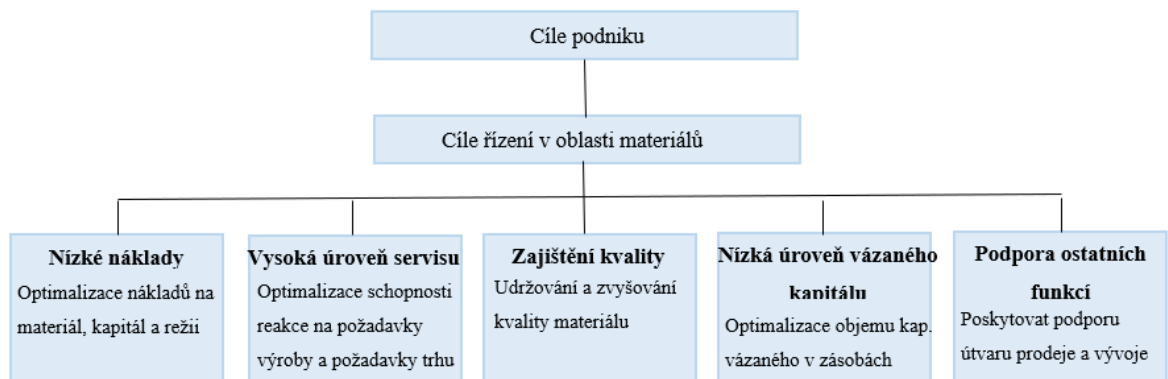 Cíle podniku
Cíle řízení v oblasti materiálů
Nízké náklady
Optimalizace nákladů na
materiál, kapitál a režii
Vysoká úroveň servisu
Optimalizace schopnosti
reakce na požadavky
výroby a požadavky trhu
Zajištění kvality
Udržování a zvyšování
kvality materiálu
Nízká úroveň vázaného
kapitálu
Optimalizace objemu kap.
vázaného v zásobách
Podpora ostatních
funkcí
Poskytovat podporu
útvaru prodeje a vývoje